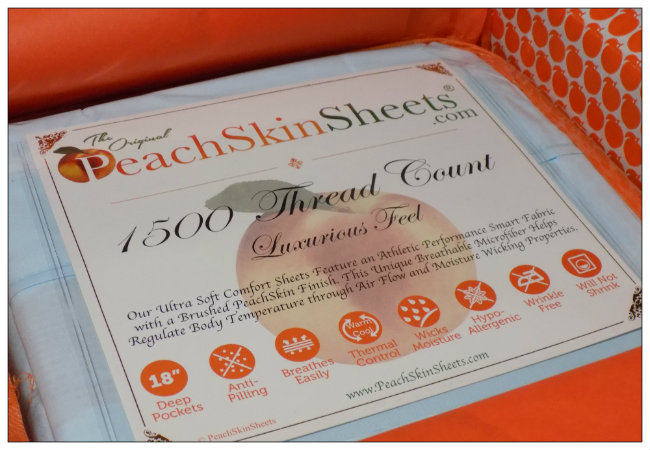 The Original
PeachSkinSheets®
.com
1500 Thread Count
Luxurious Feel
Our Ultra Soft Comfort Sheets Feature an Athletic Performance Smart Fabric
with a Brushed PeachSkin Finish. This Unique Breathable Microfiber Helps
Regulate Body Temperature through Air Flow and Moisture Wicking Properties.
18"
Deep
Pockets
Anti-
Pilling
Breathes
Easily
Warm
Cool
Thermal
Control
Wicks
Moisture
Hypo-
Allergenic
Wrinkle
Free
Will Not
Shrink
www.PeachSkinSheets.com
© PeachSkinSheets